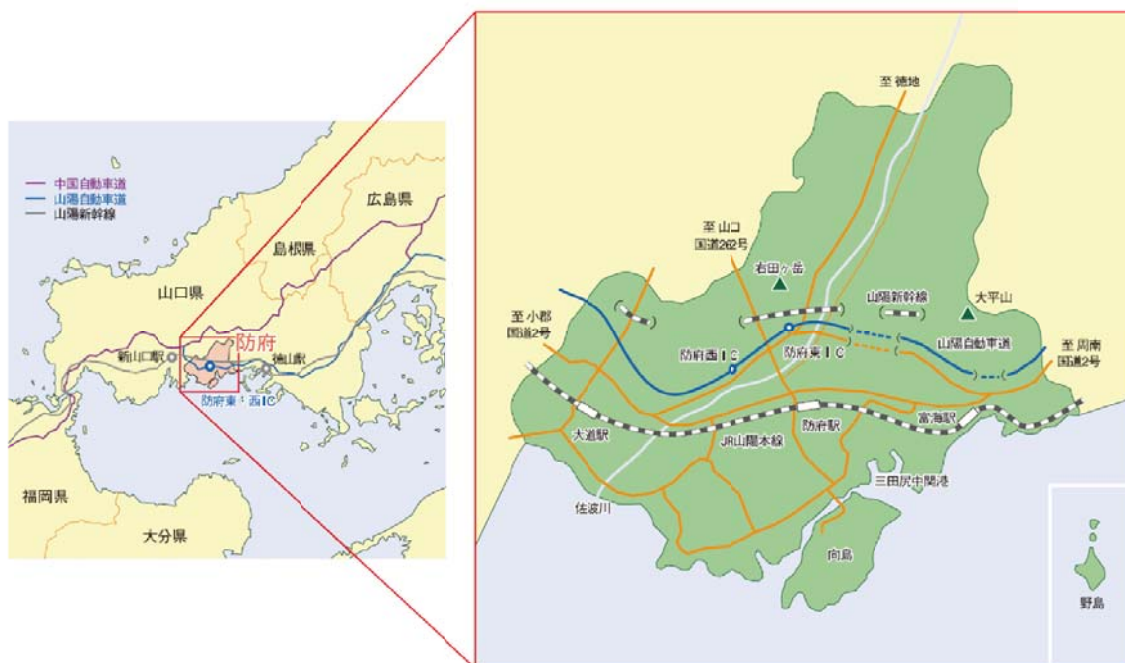 中国自動車道
山陽自動車道
山陽新幹線
広島県
島根県
山口県
防府
新山口駅
徳山駅
防府東・西IC
福岡県
大分県
至 徳地
至 山口
国道262号
右田ヶ岳
山陽新幹線
大平山
至 小郡
国道2号
防府西IC
防府東IC
山陽自動車道
至 周南
国道2号
大道駅
JR山陽本線
防府駅
富海駅
三田尻中関港
佐波川
向島
野島